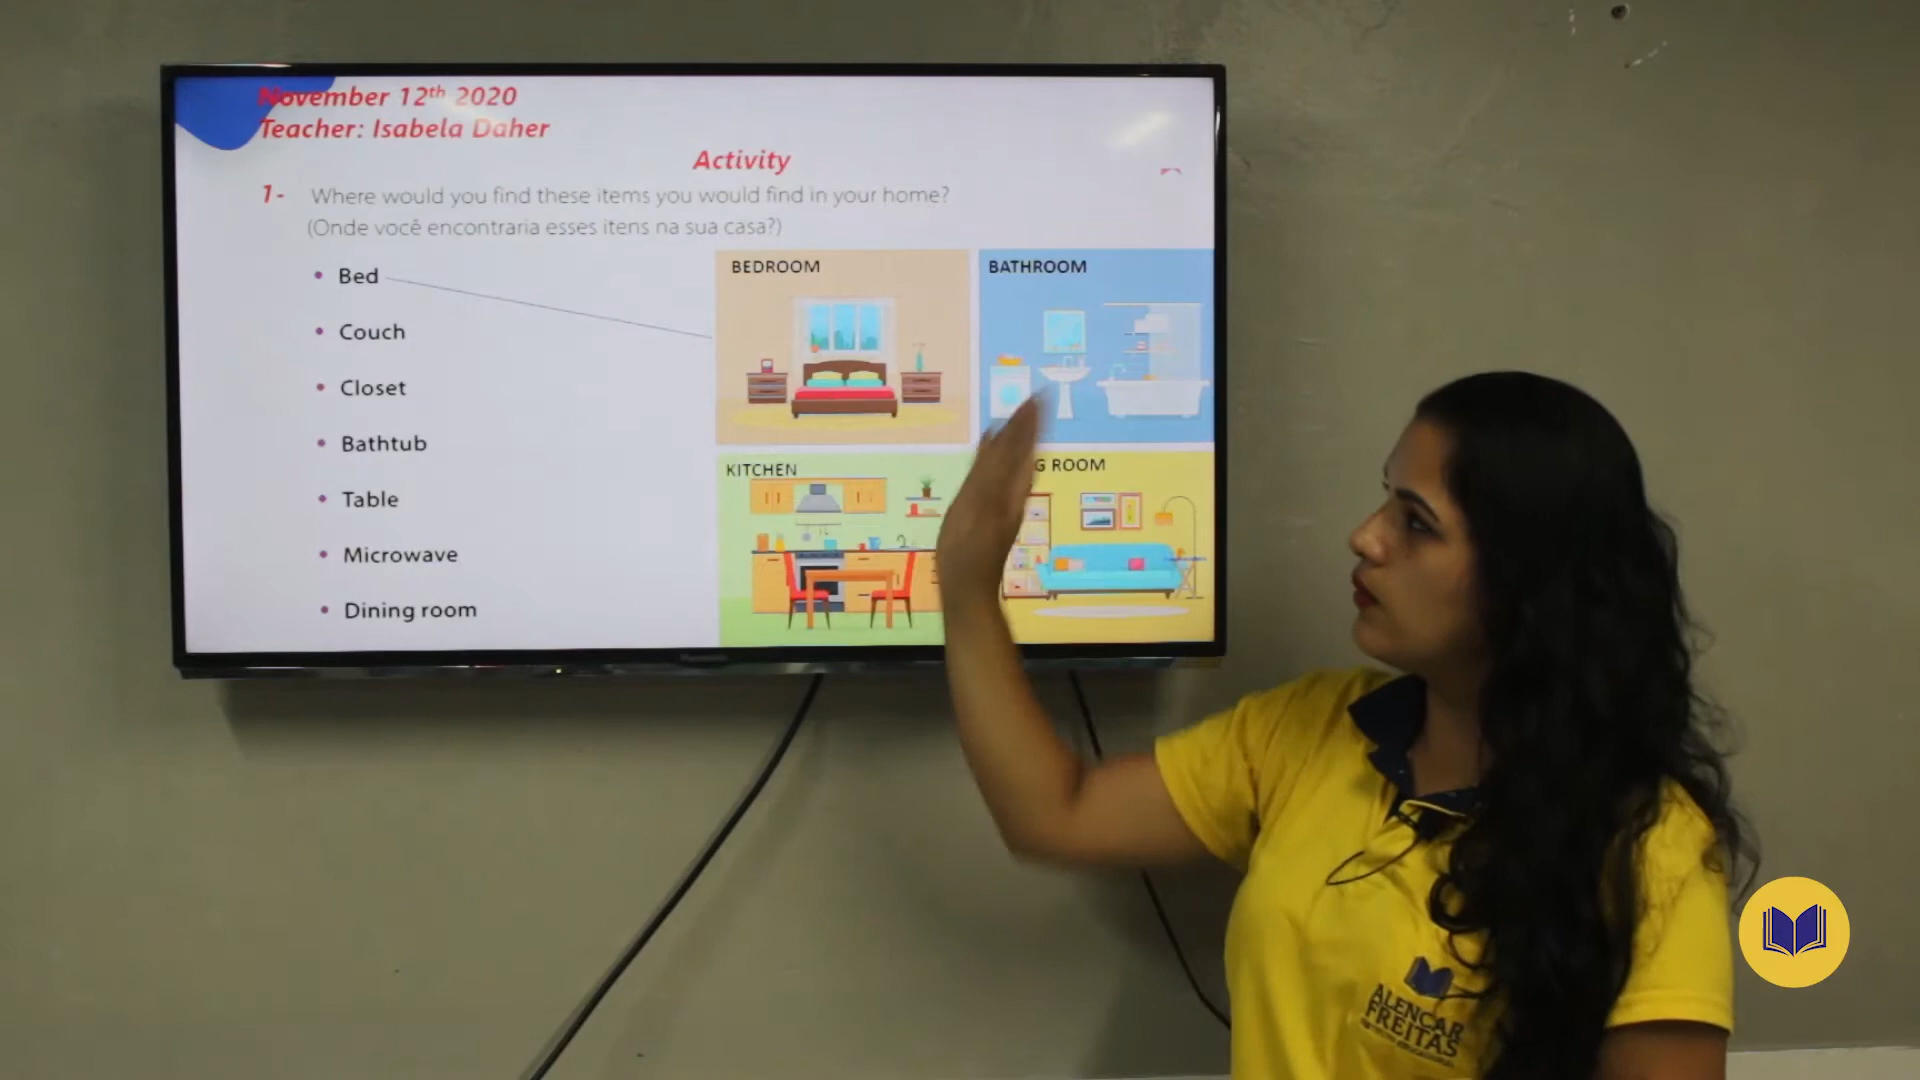 November 12th 2020
Teacher: Isabela Daher
Activity
1- Where would you find these items you would find in your home?
(Onde você encontraria esses itens na sua casa?)
• Bed
• Couch
• Closet
• Bathtub
• Table
• Microwave
• Dining room
BEDROOM
BATHROOM
KITCHEN
G ROOM
ALENCAR
FREITAS